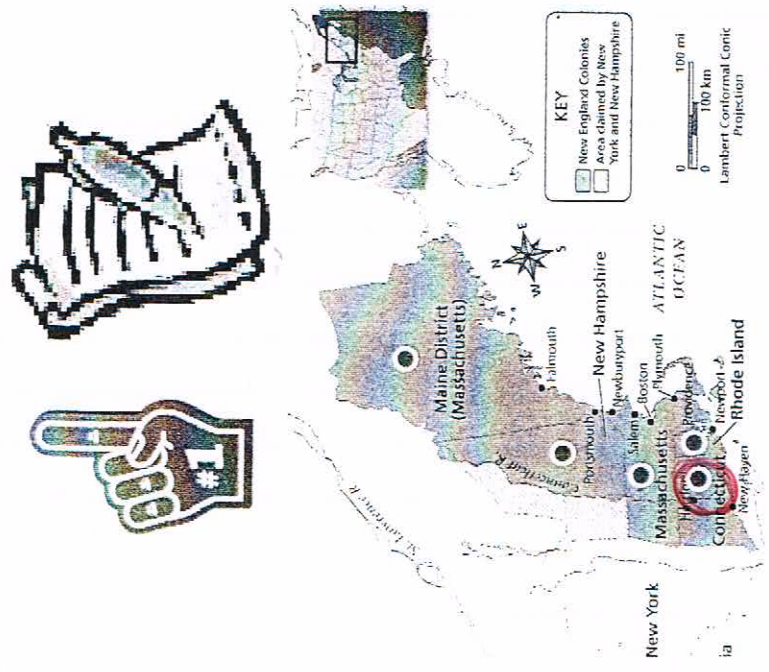 #1
KEY
New England Colonies
Area claimed by New
York and New Hampshire
0 100 mi
0 100 km
Lambert Conformal Conic
Projection
N
E
S
W
St. Lawrence R.
Maine District
(Massachusetts)
Falmouth
Connecticut R.
Portsmouth
New Hampshire
Newburyport
Salem
Boston
Massachusetts
Plymouth
Providence
Newport
Rhode Island
Connecticut
New Haven
New York
ATLANTIC
OCEAN
ia